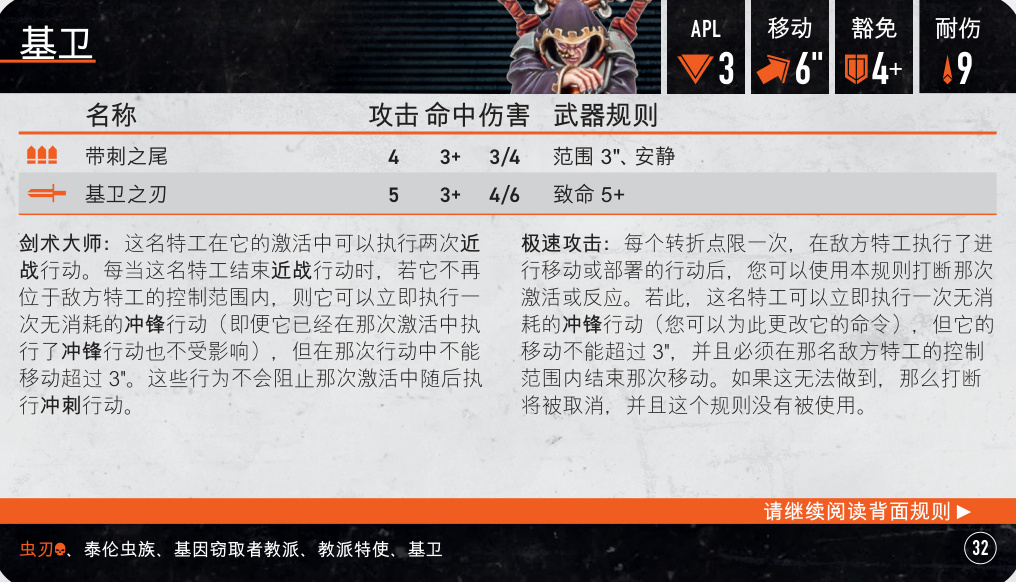 基卫
APL 移动 豁免 耐伤
3 6" 4+ 9
名称 攻击 命中 伤害 武器规则
带刺之尾 4 3+ 3/4 范围 3"、安静
基卫之刃 5 3+ 4/6 致命 5+
剑术大师：这名特工在它的激活中可以执行两次近
战行动。每当这名特工结束近战行动时，若它不再
位于敌方特工的控制范围内，则它可以立即执行一
次无消耗的冲锋行动（即便它已经在那次激活中执
行了冲锋行动也不受影响），但在那次行动中不能
移动超过 3"。这些行为不会阻止那次激活中随后执
行冲刺行动。
极速攻击：每个转折点限一次，在敌方特工执行了进
行移动或部署的行动后，您可以使用本规则打断那次
激活或反应。若此，这名特工可以立即执行一次无消
耗的冲锋行动（您可以为此更改它的命令），但它的
移动不能超过 3"，并且必须在那名敌方特工的控制
范围内结束那次移动。如果这无法做到，那么打断
将被取消，并且这个规则没有被使用。
请继续阅读背面规则▶
虫刃、泰伦虫族、基因窃取者教派、教派特使、基卫
32